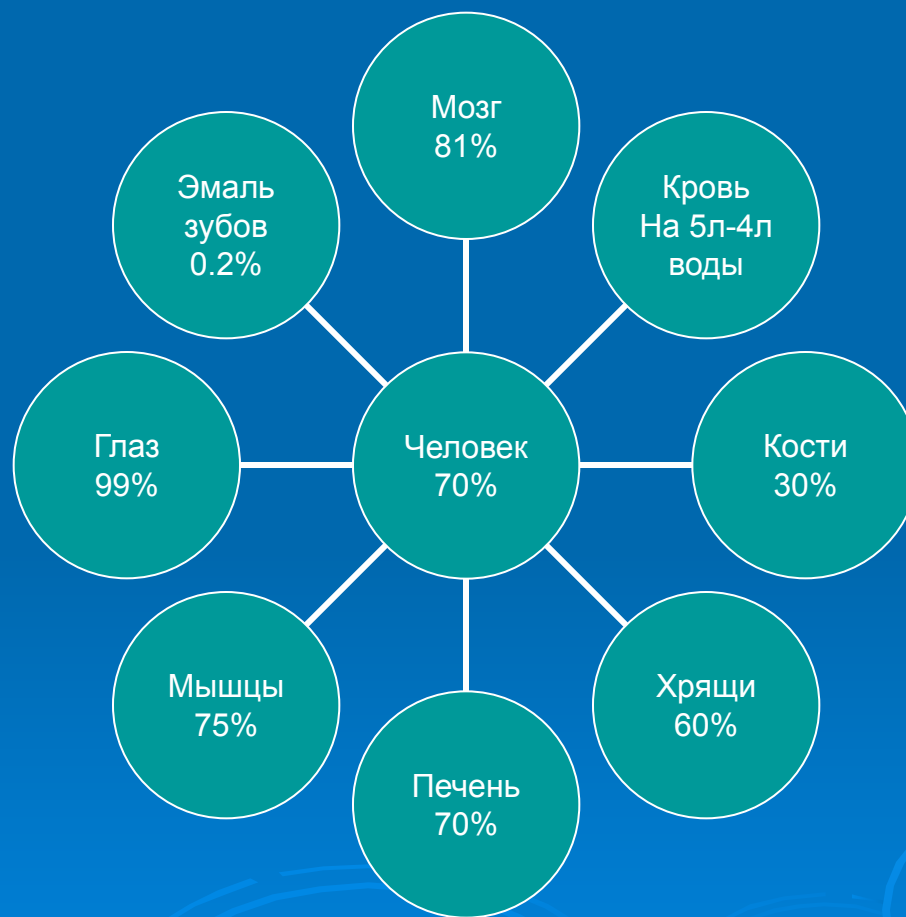 Мозг
81%
Эмаль
зубов
0.2%
Кровь
На 5л-4л
воды
Глаз
99%
Человек
70%
Кости
30%
Мышцы
75%
Хрящи
60%
Печень
70%